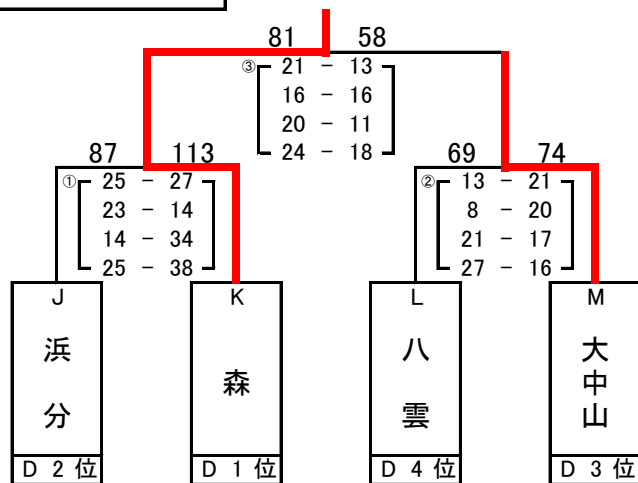 81 58
③ 21 － 13
16 － 16
20 － 11
24 － 18
87 113 69 74
① 25 － 27 ② 13 － 21
23 － 14 8 － 20
14 － 34 21 － 17
25 － 38 27 － 16
J K L M
浜分 森 八雲 大中山
D 2 位 D 1 位 D 4 位 D 3 位